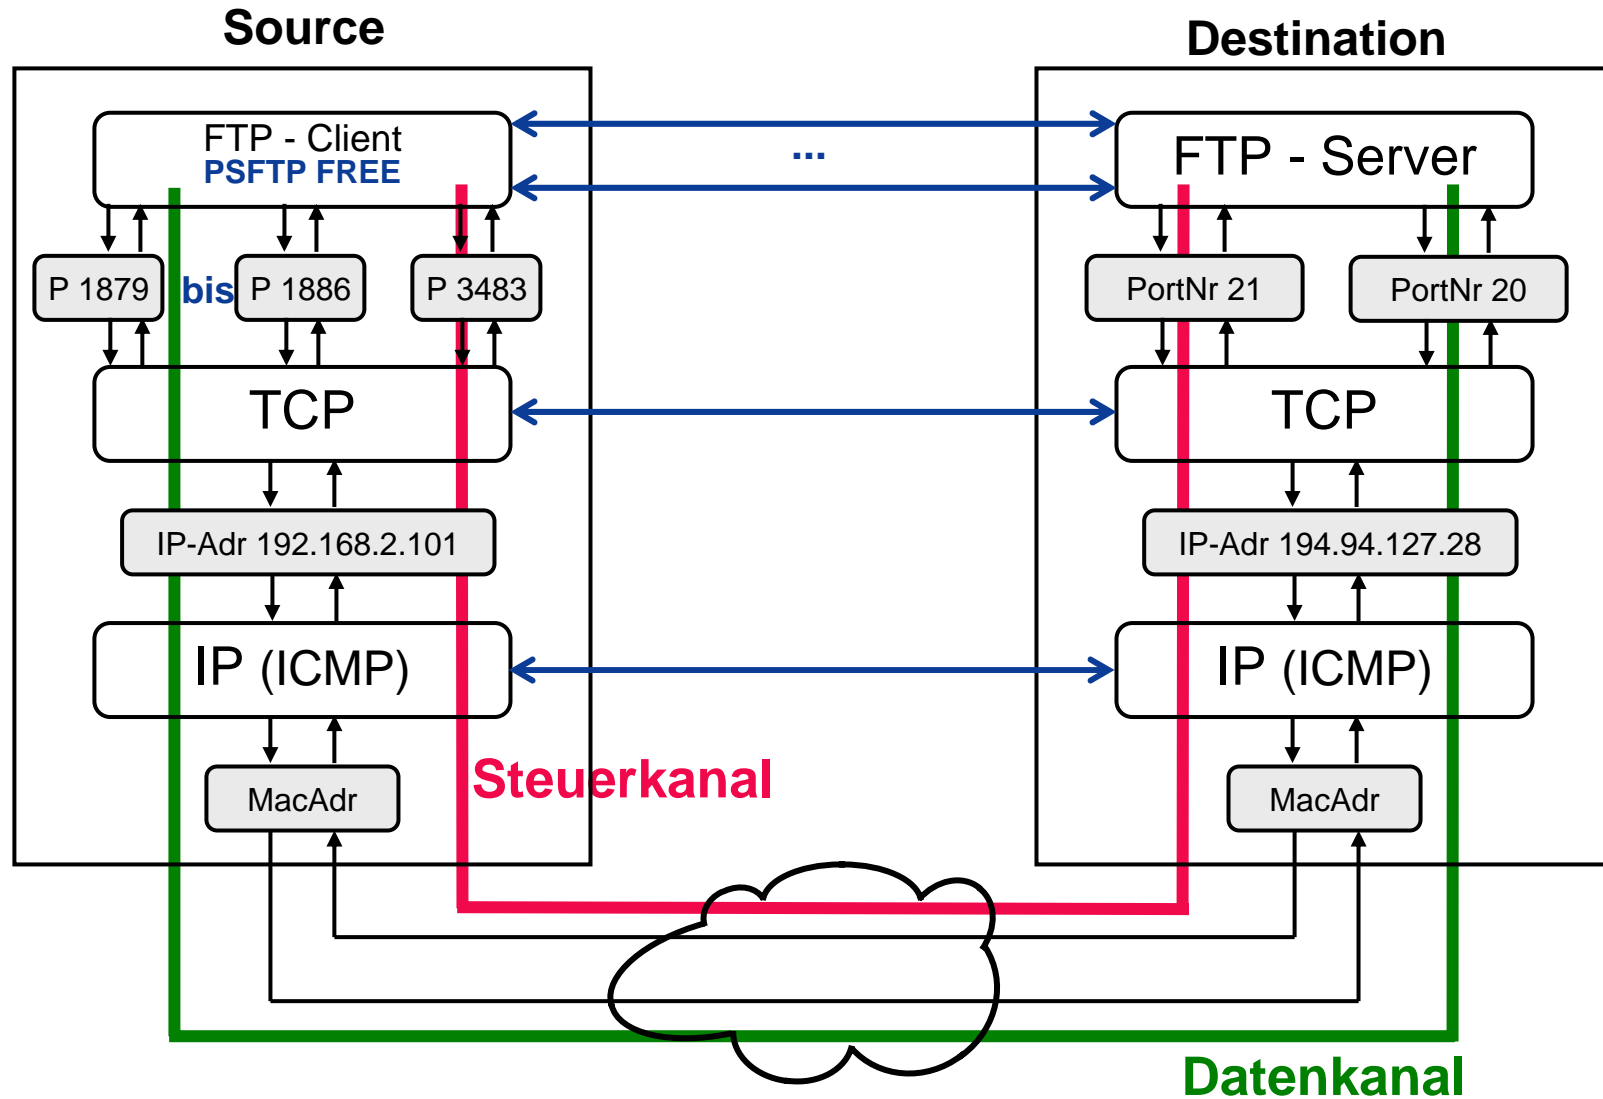 Source
Destination
FTP - Client
PSFTP FREE
...
FTP - Server
P 1879
bis
P 1886
P 3483
PortNr 21
PortNr 20
TCP
TCP
IP-Adr 192.168.2.101
IP-Adr 194.94.127.28
IP (ICMP)
IP (ICMP)
Steuerkanal
MacAdr
MacAdr
Datenkanal